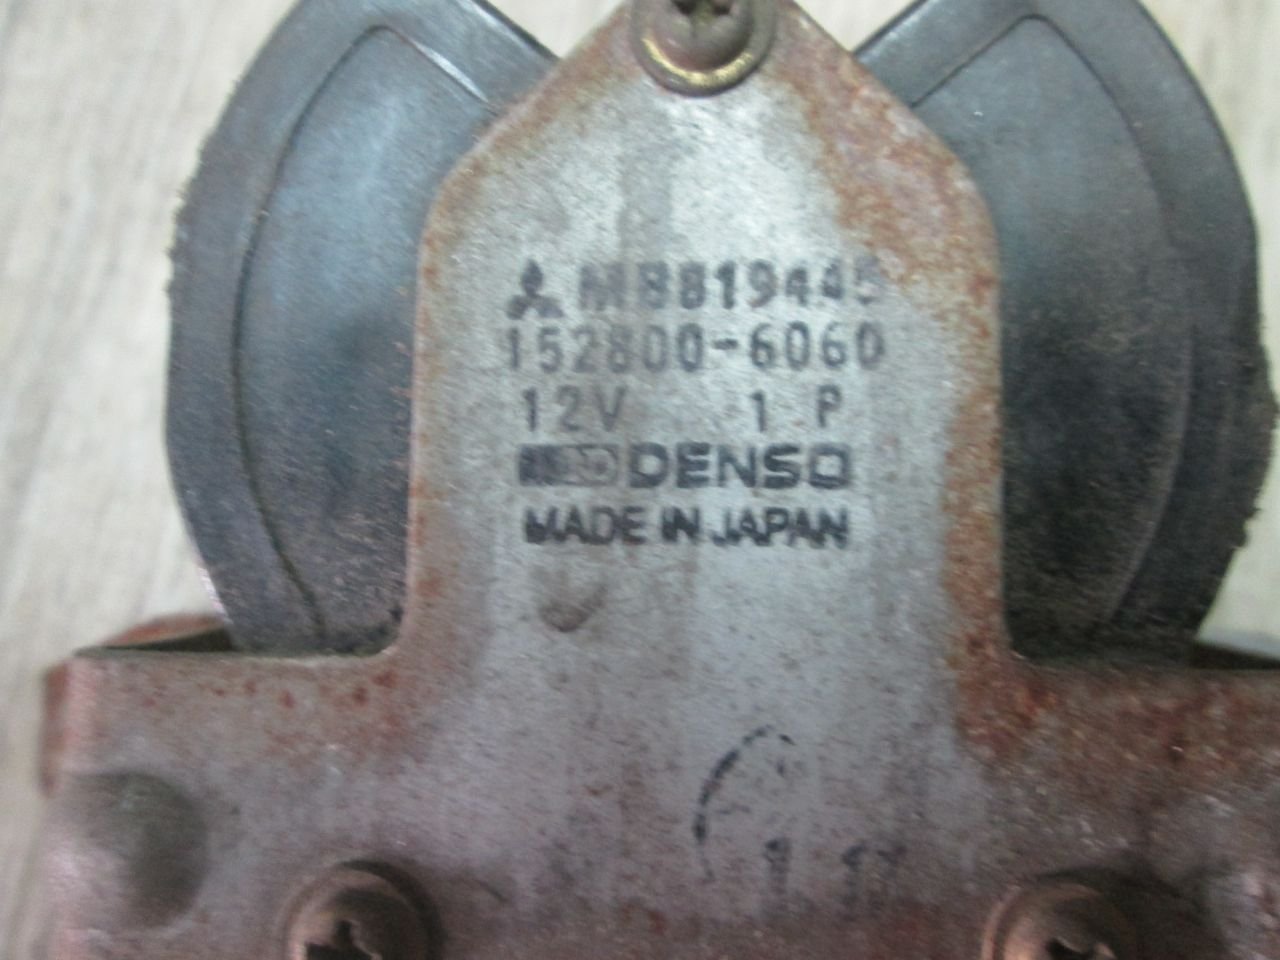 MB819445
152800-6060
12V 1 P
DENSO
MADE IN JAPAN